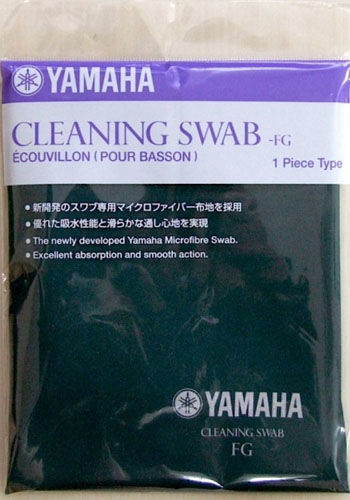 YAMAHA
CLEANING SWAB -FG
ÉCOUVILLON (POUR BASSON)
1 Piece Type
● 新開発のスワブ専用マイクロファイバー布地を採用
● 優れた吸水性能と滑らかな通し心地を実現
● The newly developed Yamaha Microfibre Swab.
● Excellent absorption and smooth action.
YAMAHA
CLEANING SWAB
FG